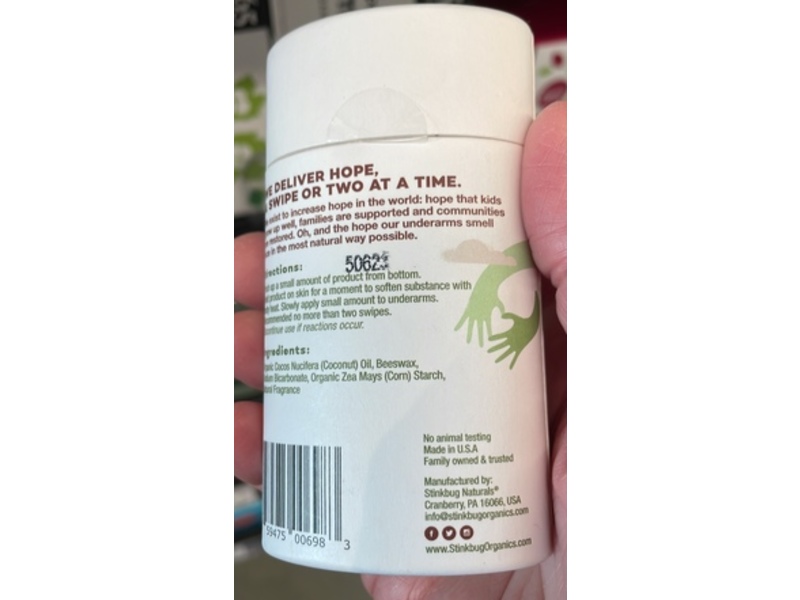 DELIVER HOPE,
SWIPE OR TWO AT A TIME.
exist to increase hope in the world: hope that kids
up well, families are supported and communities
restored. Oh, and the hope our underarms smell
in the most natural way possible.
5062
up a small amount of product from bottom.
product on skin for a moment to soften substance with
heat. Slowly apply small amount to underarms.
no more than two swipes.
use if reactions occur.
Cocos Nucifera (Coconut) Oil, Beeswax,
Bicarbonate, Organic Zea Mays (Corn) Starch,
Fragrance
No animal testing
Made in U.S.A
Family owned & trusted
Manufactured by:
Stinkbug Naturals®
Cranberry, PA 16066, USA
info@stinkbugorganics.com
www.StinkbugOrganics.com
59475 00698 3